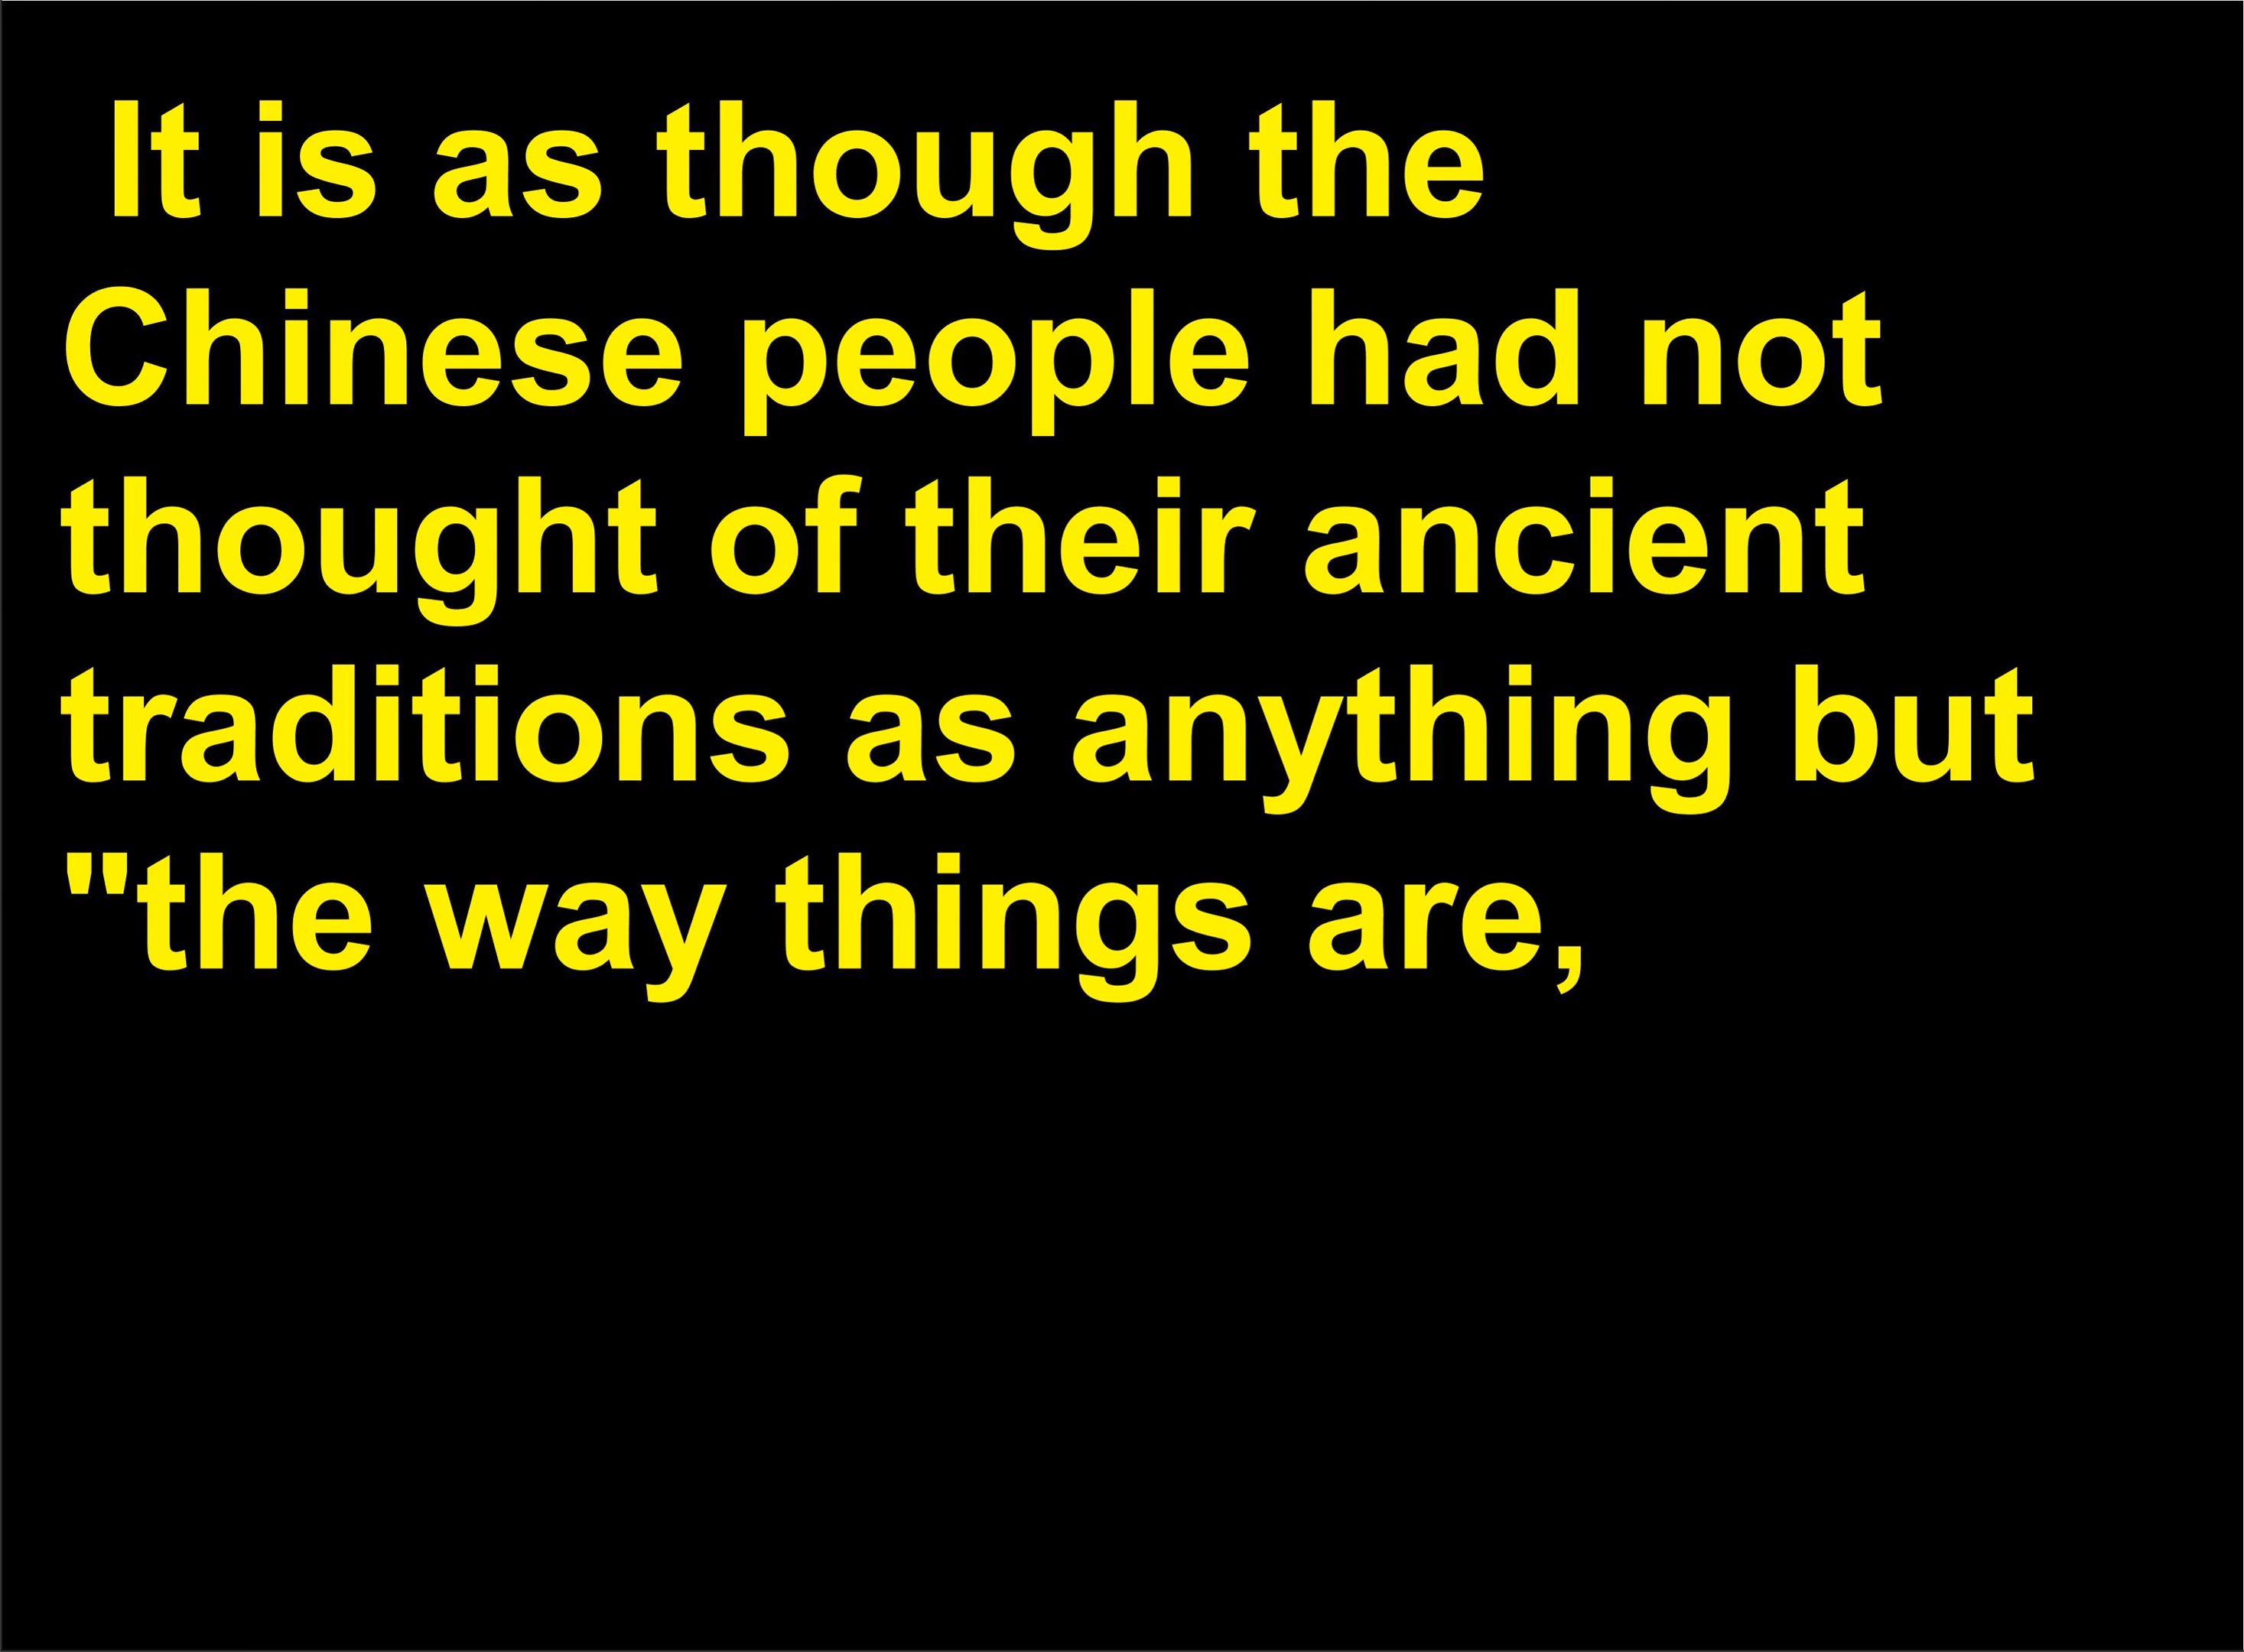 It is as though the
Chinese people had not
thought of their ancient
traditions as anything but
"the way things are,